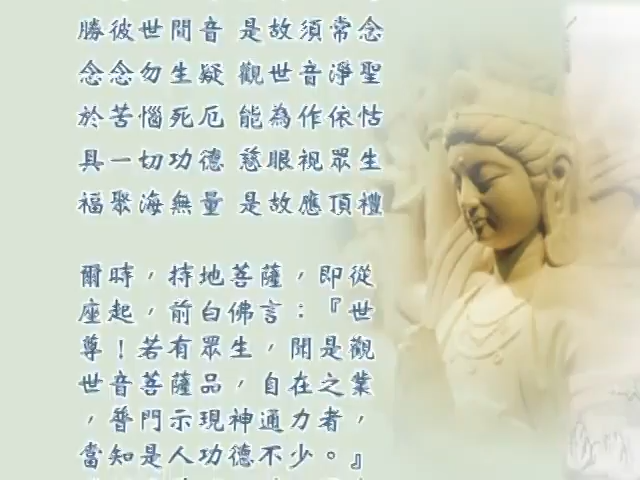 勝彼世間音 是故須常念
念念勿生疑 觀世音淨聖
於苦惱死厄 能為作依怙
具一切功德 慈眼視眾生
福聚海無量 是故應頂禮
爾時，持地菩薩，即從
座起，前白佛言：『世
尊！若有眾生，聞是觀
世音菩薩品，自在之業
，普門示現神通力者，
當知是人功德不少。』